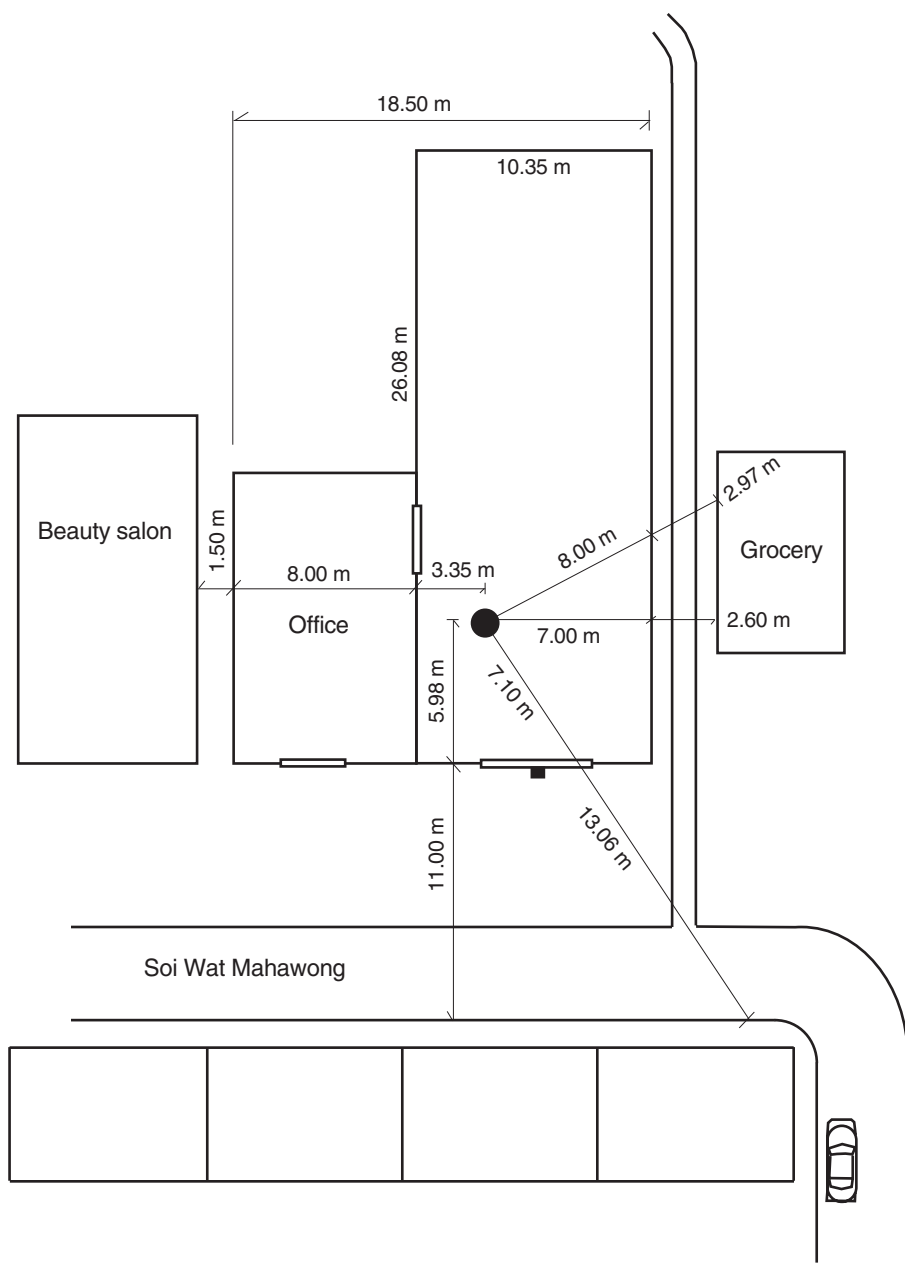 18.50 m
10.35 m
26.08 m
2.97 m
Beauty salon
1.50 m
8.00 m
Grocery
8.00 m
3.35 m
Office
7.00 m
2.60 m
5.98 m
7.10 m
13.06 m
11.00 m
Soi Wat Mahawong